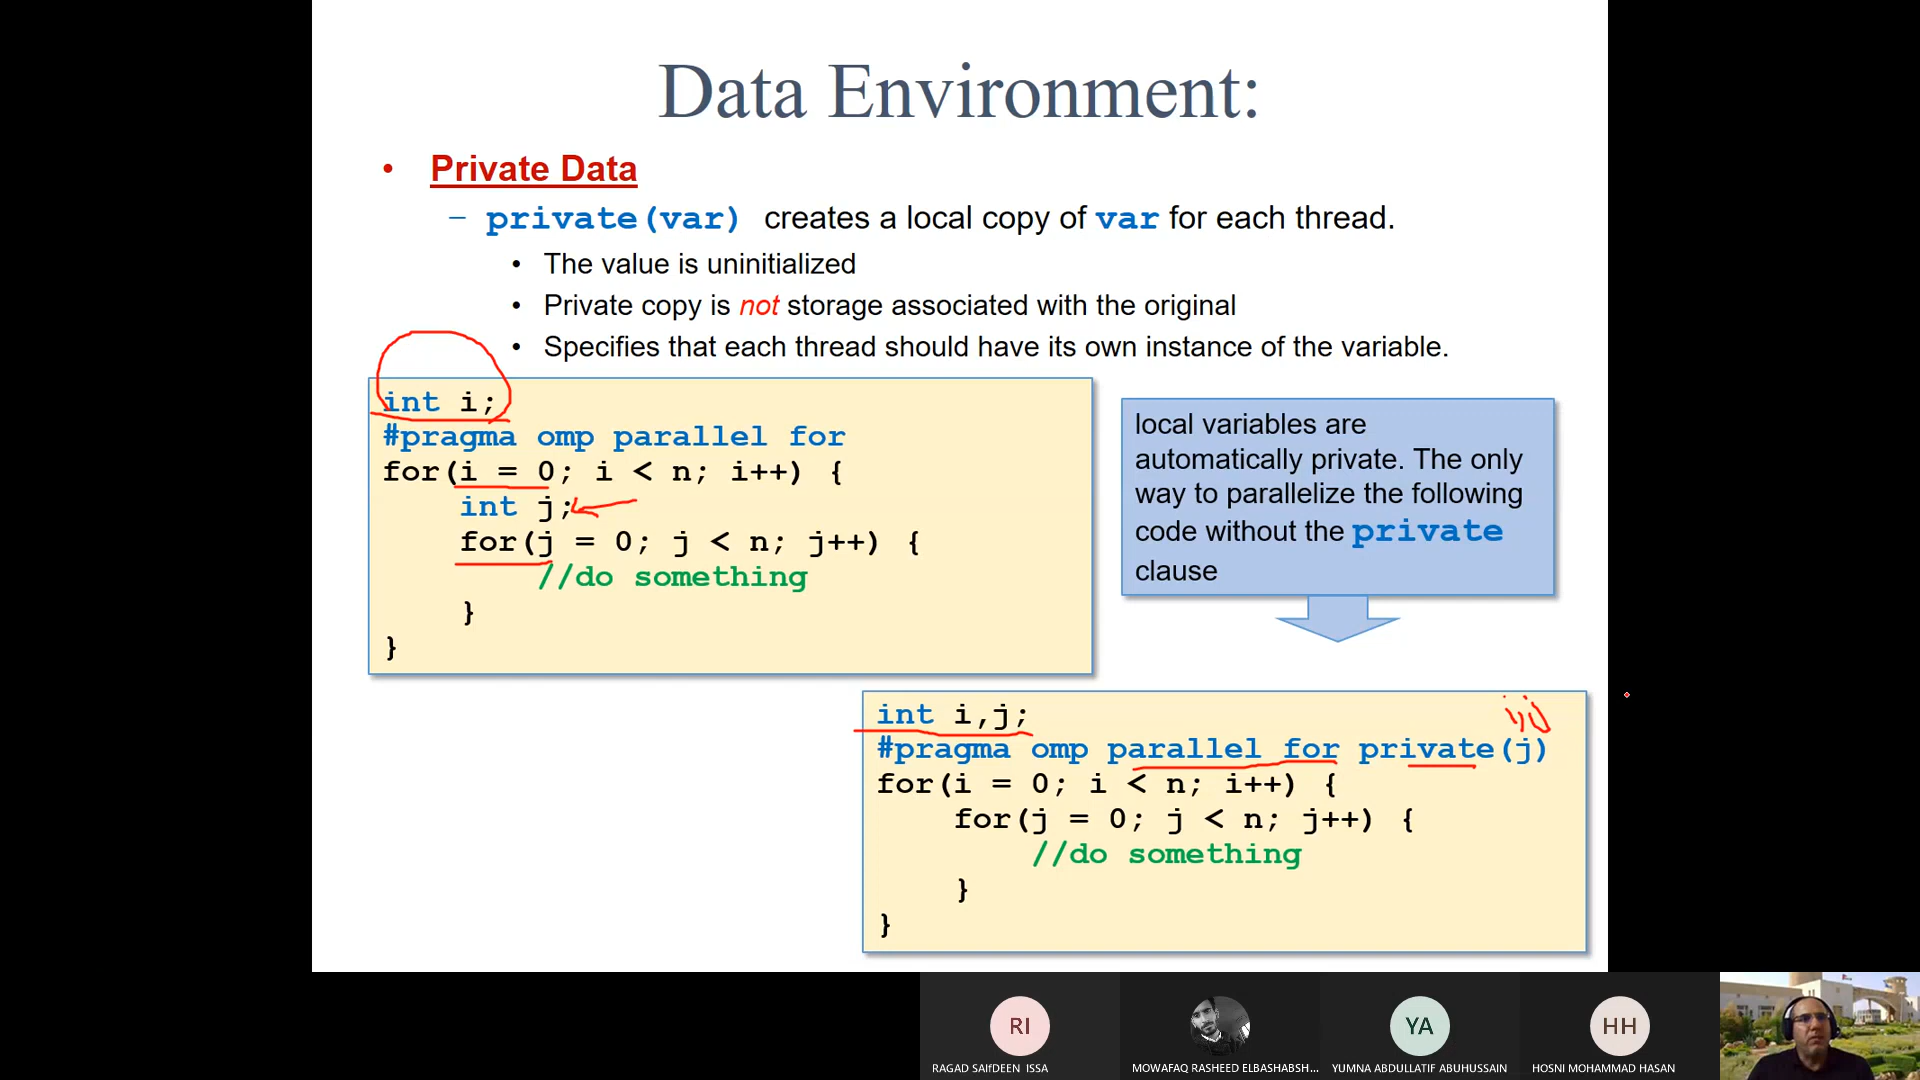 Data Environment:
• Private Data
– private(var) creates a local copy of var for each thread.
• The value is uninitialized
• Private copy is not storage associated with the original
• Specifies that each thread should have its own instance of the variable.
int i;
#pragma omp parallel for
for(i = 0; i < n; i++) {
int j;
for(j = 0; j < n; j++) {
//do something
}
}
local variables are
automatically private. The only
way to parallelize the following
code without the private
clause
i,j
int i,j;
#pragma omp parallel for private(j)
for(i = 0; i < n; i++) {
for(j = 0; j < n; j++) {
//do something
}
}
RI
YA
HH
RAGAD SAIfDEEN ISSA
MOWAFAQ RASHEED ELBASHABSH...
YUMNA ABDULLATIF ABUHUSSAIN
HOSNI MOHAMMAD HASAN